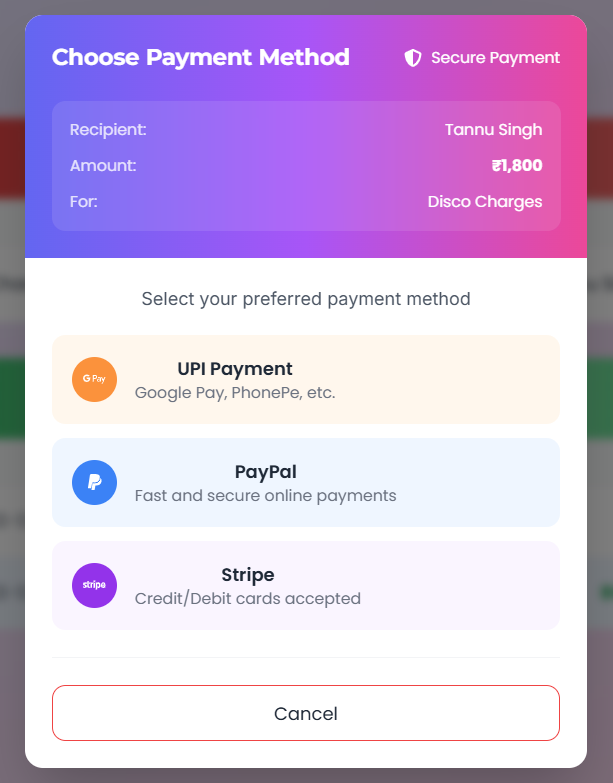 Choose Payment Method Secure Payment
Recipient: Tannu Singh
Amount: ₹1,800
For: Disco Charges
Select your preferred payment method
G Pay
UPI Payment
Google Pay, PhonePe, etc.
PayPal
Fast and secure online payments
stripe
Stripe
Credit/Debit cards accepted
Cancel